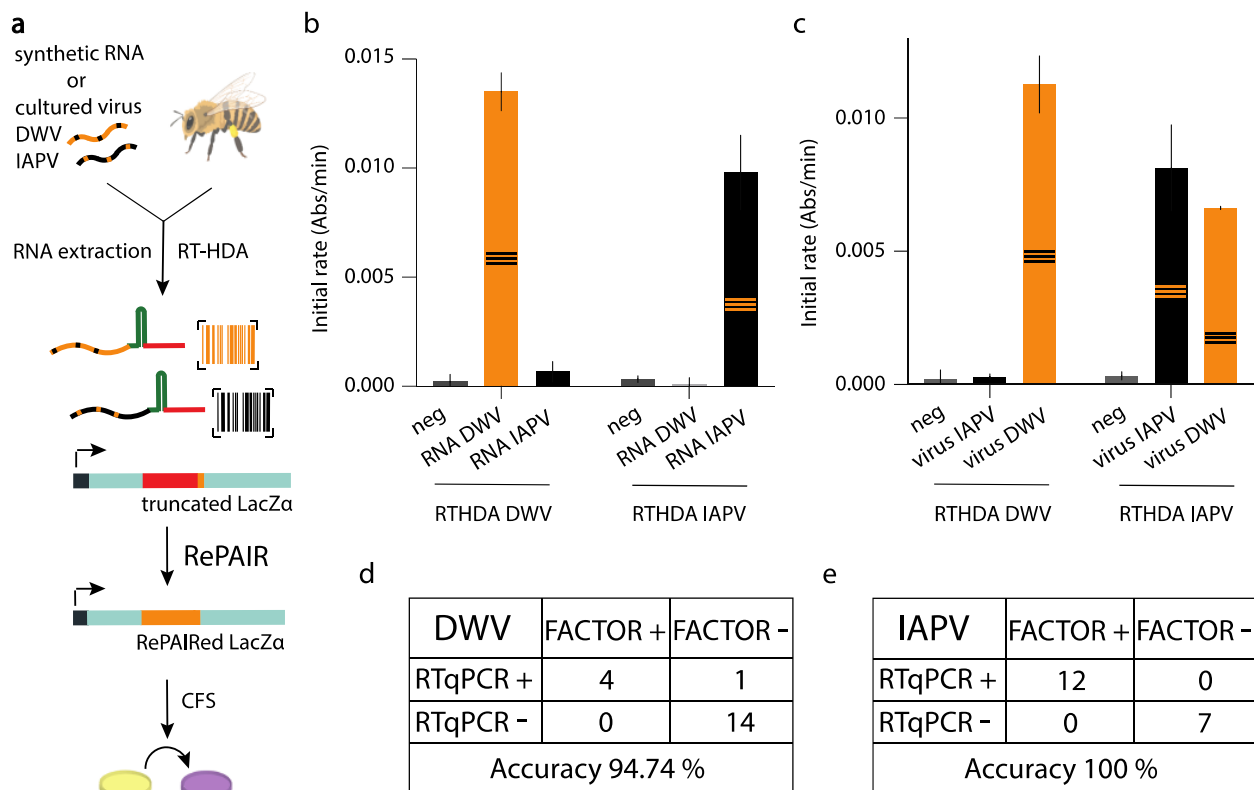 a
synthetic RNA
or
cultured virus
DWV
IAPV
RNA extraction
RT-HDA
truncated LacZα
RePAIR
RePAIRed LacZα
CFS
b
Initial rate (Abs/min)
0.015
0.010
0.005
0.000
neg
RNA DWV
RNA IAPV
neg
RNA DWV
RNA IAPV
RTHDA DWV
RTHDA IAPV
c
Initial rate (Abs/min)
0.010
0.005
0.000
neg
virus IAPV
virus DWV
neg
virus IAPV
virus DWV
RTHDA DWV
RTHDA IAPV
d
DWV FACTOR + FACTOR -
RTqPCR + 4 1
RTqPCR - 0 14
Accuracy 94.74 %
e
IAPV FACTOR + FACTOR -
RTqPCR + 12 0
RTqPCR - 0 7
Accuracy 100 %